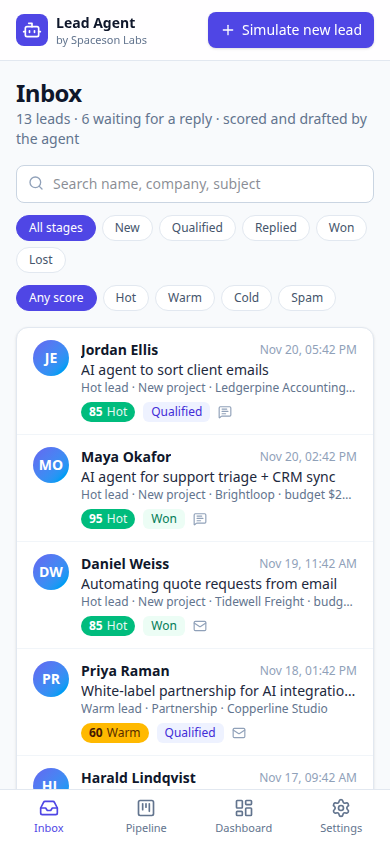 Lead Agent
by Spaceson Labs
Simulate new lead
Inbox
13 leads · 6 waiting for a reply · scored and drafted by
the agent
Search name, company, subject
All stages New Qualified Replied Won
Lost
Any score Hot Warm Cold Spam
JE Jordan Ellis Nov 20, 05:42 PM
AI agent to sort client emails
Hot lead · New project · Ledgerpine Accounting...
85 Hot Qualified
MO Maya Okafor Nov 20, 02:42 PM
AI agent for support triage + CRM sync
Hot lead · New project · Brightloop · budget $2...
95 Hot Won
DW Daniel Weiss Nov 19, 11:42 AM
Automating quote requests from email
Hot lead · New project · Tidewell Freight · budg...
85 Hot Won
PR Priya Raman Nov 18, 01:42 PM
White-label partnership for AI integratio...
Warm lead · Partnership · Copperline Studio
60 Warm Qualified
HL Harald Lindqvist Nov 17, 09:42 AM
Inbox Pipeline Dashboard Settings